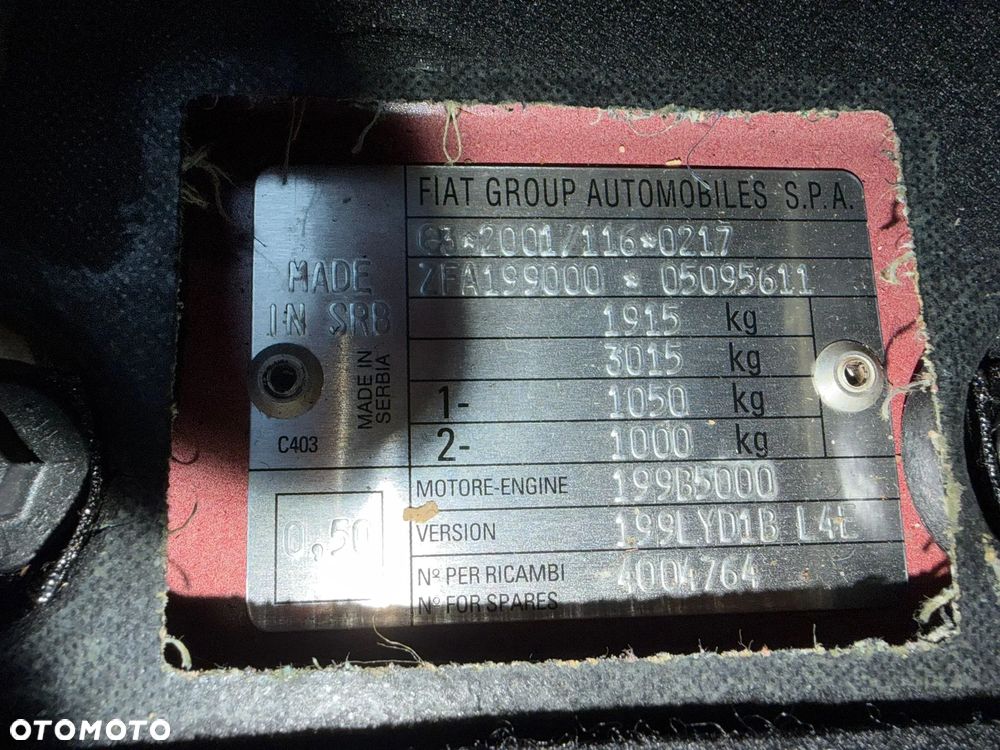 FIAT GROUP AUTOMOBILES S.P.A.
e3*2001/116*0217
ZFA199000 * 05095611
MADE
IN SRB
1915 kg
3015 kg
1- 1050 kg
2- 1000 kg
MADE IN
SERBIA
C403
MOTORE-ENGINE 199B5000
0,50
VERSION 199LYD1B L4E
Nº PER RICAMBI 4004764
Nº FOR SPARES
OTOMOTO